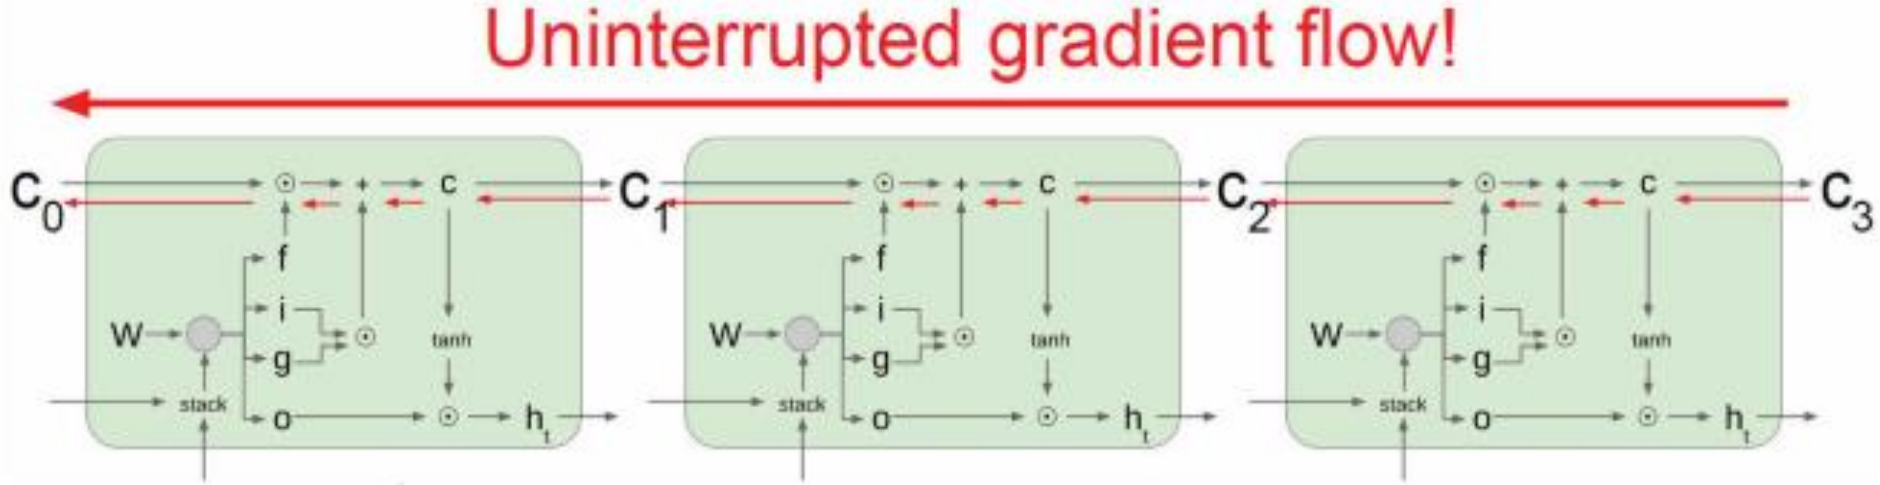 Uninterrupted gradient flow!
C0 ⊙ + c C1 ⊙ + c C2 ⊙ + c C3
f f f
i i i
W ⊙ tanh W ⊙ tanh W ⊙ tanh
g g g
stack stack stack
o ⊙ ht o ⊙ ht o ⊙ ht